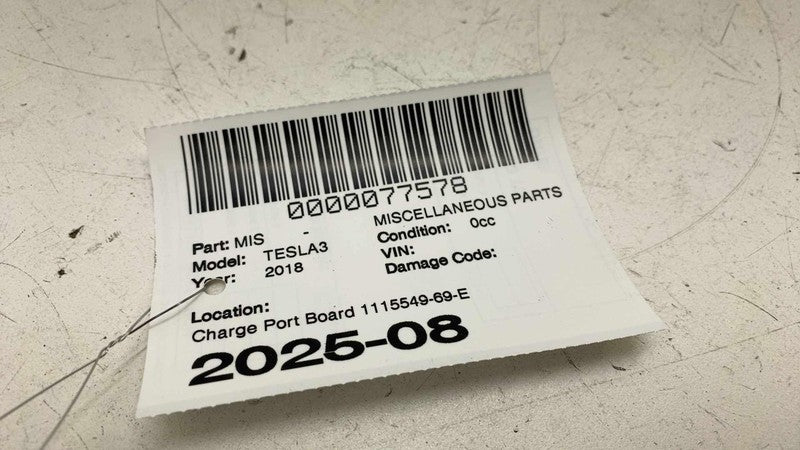 0000077578
Part: MIS - MISCELLANEOUS PARTS
Model: TESLA3 Condition: 0cc
Year: 2018 VIN:
Damage Code:
Location:
Charge Port Board 1115549-69-E
2025-08